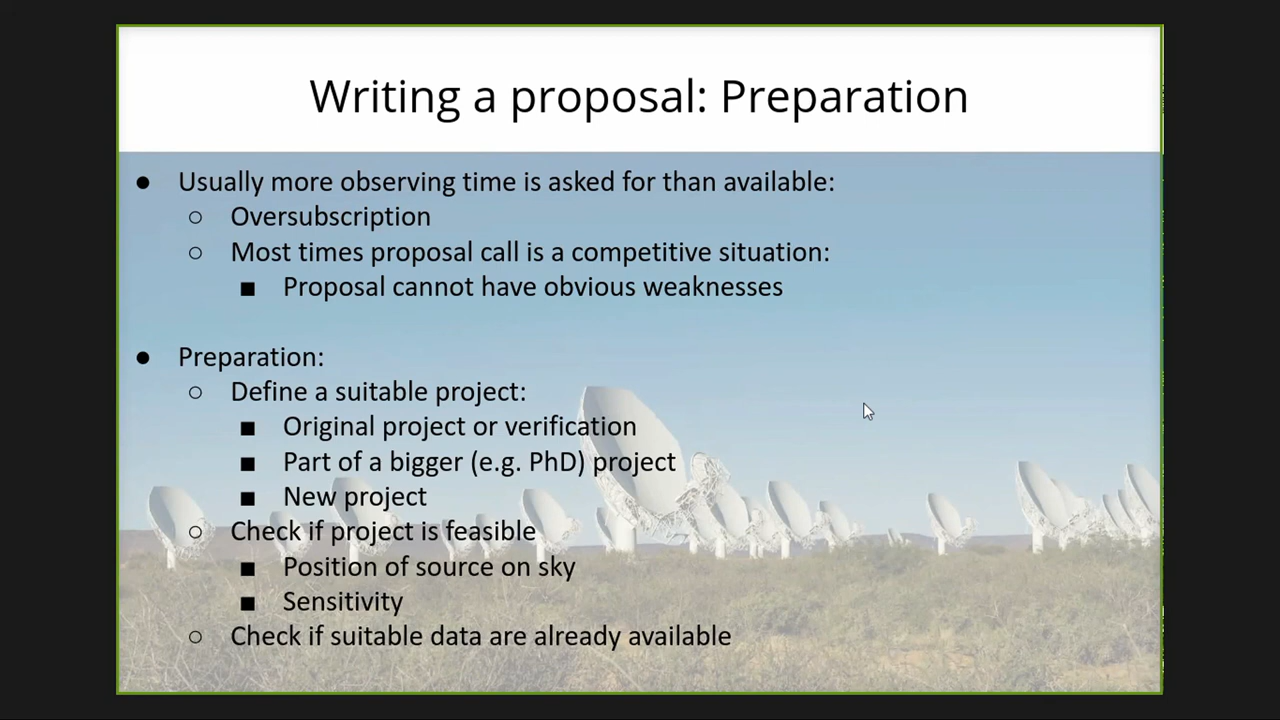 Writing a proposal: Preparation
● Usually more observing time is asked for than available:
○ Oversubscription
○ Most times proposal call is a competitive situation:
■ Proposal cannot have obvious weaknesses
● Preparation:
○ Define a suitable project:
■ Original project or verification
■ Part of a bigger (e.g. PhD) project
■ New project
○ Check if project is feasible
■ Position of source on sky
■ Sensitivity
○ Check if suitable data are already available